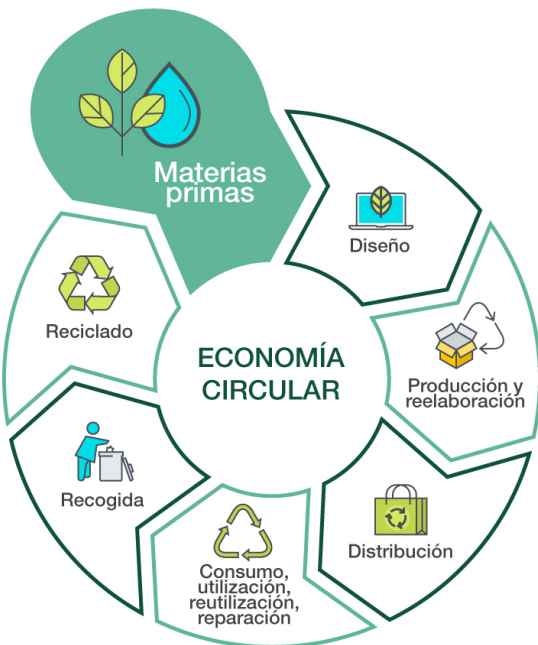 Materias
primas
Diseño
Producción y
reelaboración
Distribución
Consumo,
utilización,
reutilización,
reparación
Recogida
Reciclado
ECONOMÍA
CIRCULAR